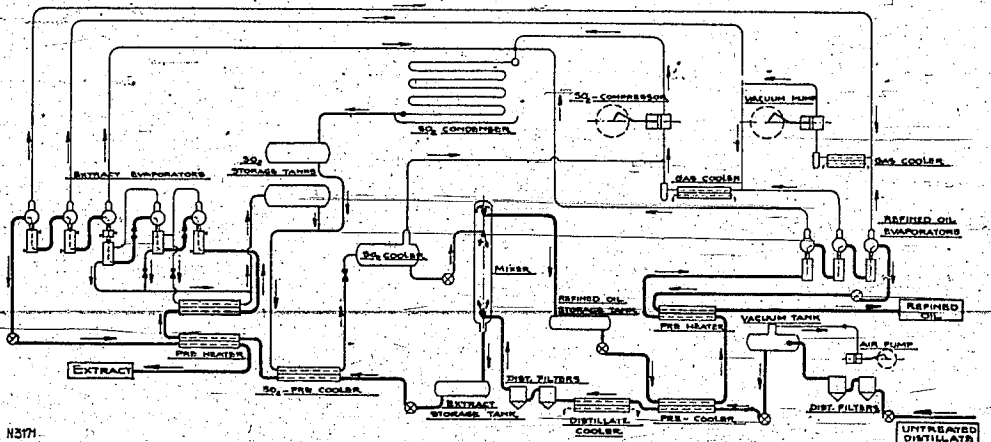 SO₂-COMPRESSOR
VACUUM PUMP
SO₂ CONDENSER
SO₂
STORAGE TANKS
EXTRACT EVAPORATORS
GAS COOLER
GAS COOLER
REFINED OIL
EVAPORATORS
SO₂ COOLER
MIXER
REFINED OIL
STORAGE TANK
REFINED
OIL
PRE HEATER
VACUUM TANK
AIR PUMP
PRE HEATER
EXTRACT
SO₂-PRE COOLER
EXTRACT
STORAGE TANK
DIST. FILTERS
DISTILLATE
COOLER
PRE-COOLER
DIST. FILTERS
UNTREATED
DISTILLATE
N3171